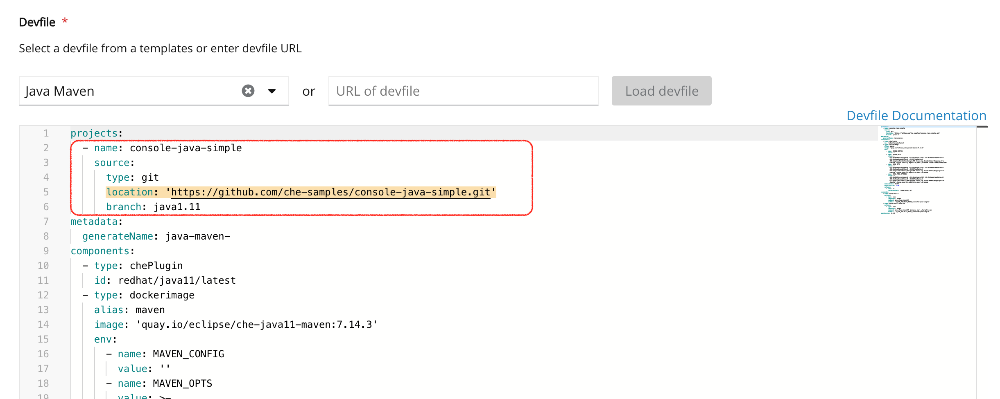 Devfile *
Select a devfile from a templates or enter devfile URL
Java Maven or URL of devfile Load devfile
Devfile Documentation
1 projects:
2 - name: console-java-simple
3 source:
4 type: git
5 location: 'https://github.com/che-samples/console-java-simple.git'
6 branch: java1.11
7 metadata:
8 generateName: java-maven-
9 components:
10 - type: chePlugin
11 id: redhat/java11/latest
12 - type: dockerimage
13 alias: maven
14 image: 'quay.io/eclipse/che-java11-maven:7.14.3'
15 env:
16 - name: MAVEN_CONFIG
17 value: ''
18 - name: MAVEN_OPTS
19 value: >-